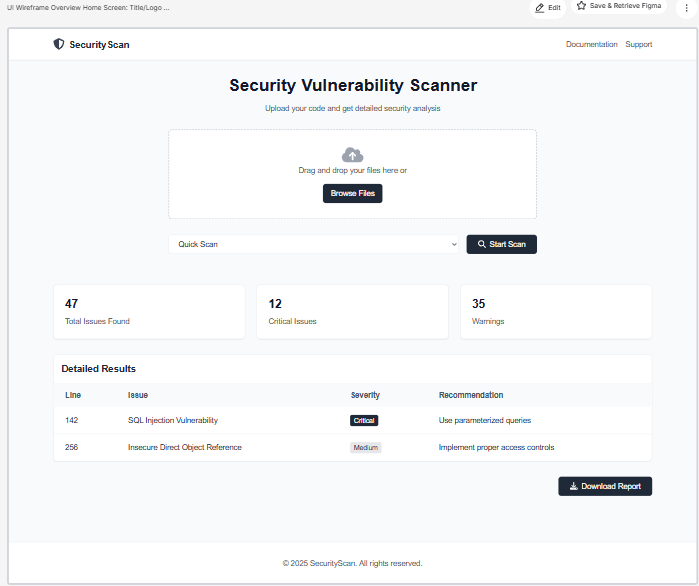 UI Wireframe Overview Home Screen: Title/Logo ...
Edit
Save & Retrieve Figma
SecurityScan
Documentation Support
Security Vulnerability Scanner
Upload your code and get detailed security analysis
Drag and drop your files here or
Browse Files
Quick Scan
Start Scan
47 12 35
Total Issues Found Critical Issues Warnings
Detailed Results
Line Issue Severity Recommendation
142 SQL Injection Vulnerability Critical Use parameterized queries
256 Insecure Direct Object Reference Medium Implement proper access controls
Download Report
© 2025 SecurityScan. All rights reserved.